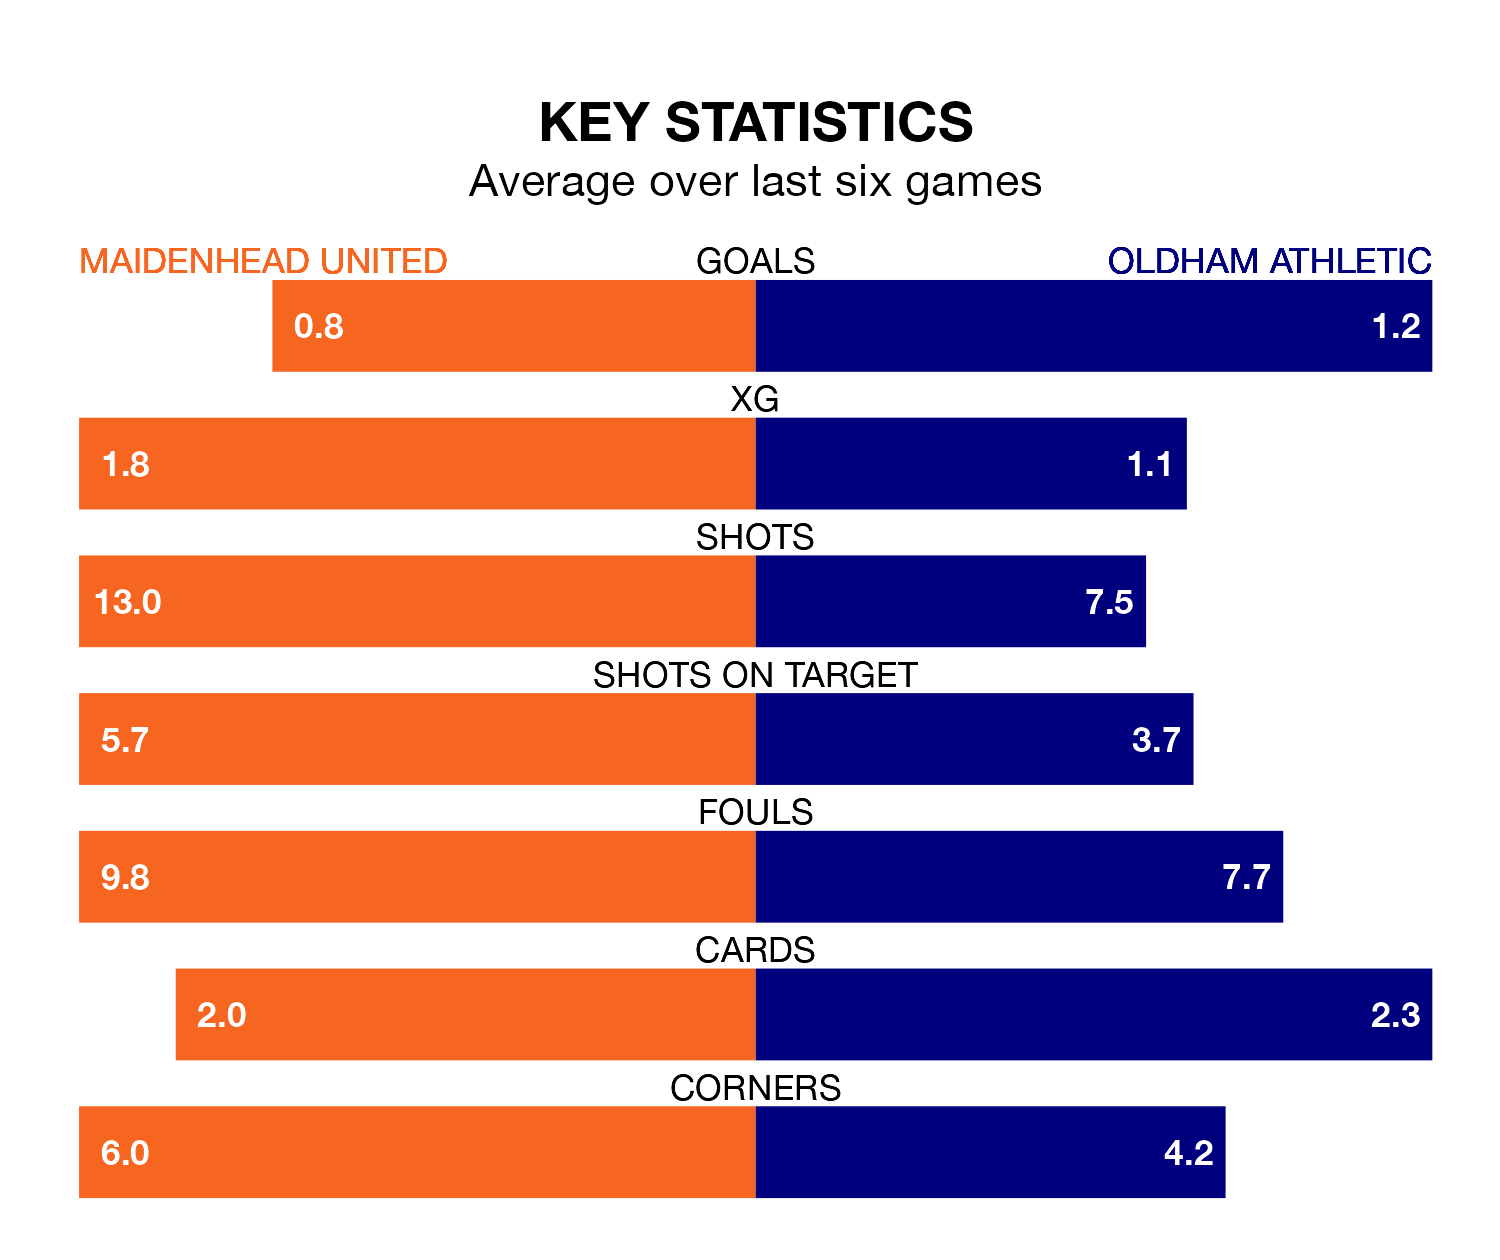 KEY STATISTICS
Average over last six games
MAIDENHEAD UNITED GOALS OLDHAM ATHLETIC
0.8 1.2
XG
1.8 1.1
SHOTS
13.0 7.5
SHOTS ON TARGET
5.7 3.7
FOULS
9.8 7.7
CARDS
2.0 2.3
CORNERS
6.0 4.2